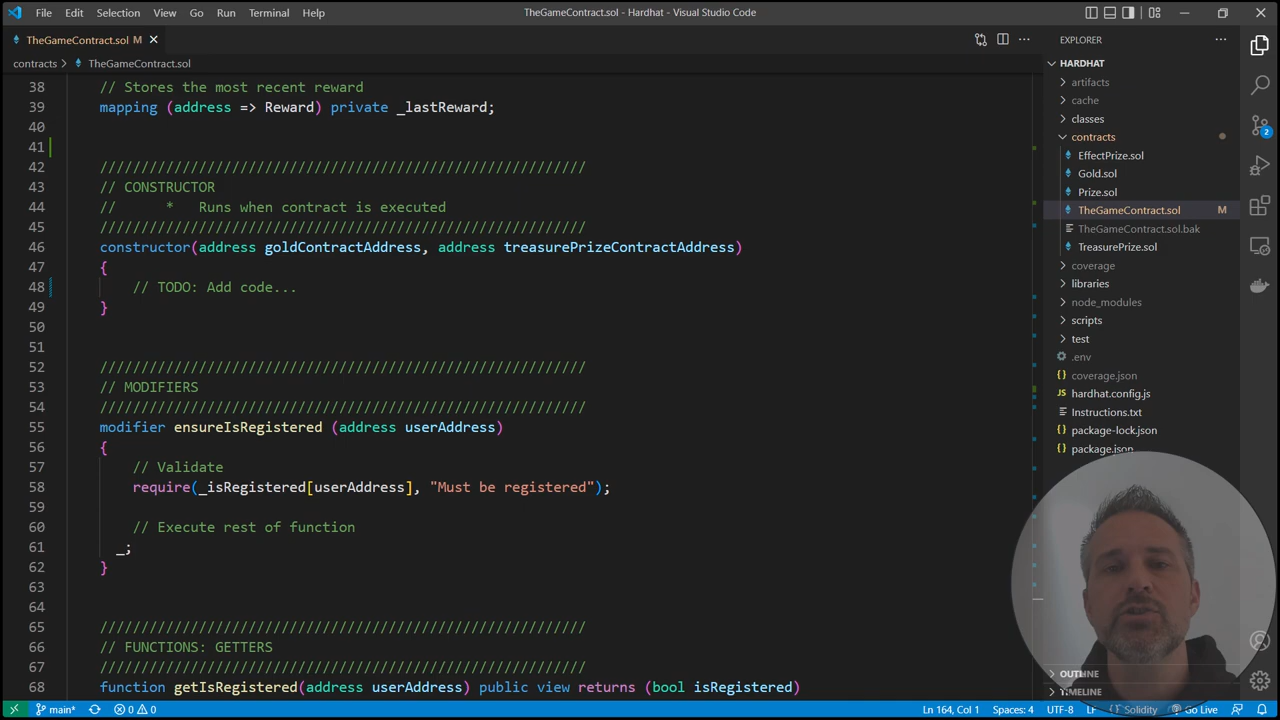 File Edit Selection View Go Run Terminal Help
TheGameContract.sol - Hardhat - Visual Studio Code
TheGameContract.sol M
contracts > TheGameContract.sol
38 // Stores the most recent reward
39 mapping (address => Reward) private _lastReward;
40
41
42 ///////////////////////////////////////////////////////////
43 // CONSTRUCTOR
44 //      *   Runs when contract is executed
45 ///////////////////////////////////////////////////////////
46 constructor(address goldContractAddress, address treasurePrizeContractAddress)
47 {
48     // TODO: Add code...
49 }
50
51
52 ///////////////////////////////////////////////////////////
53 // MODIFIERS
54 ///////////////////////////////////////////////////////////
55 modifier ensureIsRegistered (address userAddress)
56 {
57     // Validate
58     require(_isRegistered[userAddress], "Must be registered");
59
60     // Execute rest of function
61   _;
62 }
63
64
65 ///////////////////////////////////////////////////////////
66 // FUNCTIONS: GETTERS
67 ///////////////////////////////////////////////////////////
68 function getIsRegistered(address userAddress) public view returns (bool isRegistered)
EXPLORER
HARDHAT
artifacts
cache
classes
contracts
EffectPrize.sol
Gold.sol
Prize.sol
TheGameContract.sol M
TheGameContract.sol.bak
TreasurePrize.sol
coverage
libraries
node_modules
scripts
test
.env
coverage.json
hardhat.config.js
Instructions.txt
package-lock.json
package.json
OUTLINE
TIMELINE
2
main* 0 0
Ln 164, Col 1 Spaces: 4 UTF-8 LF Solidity Go Live